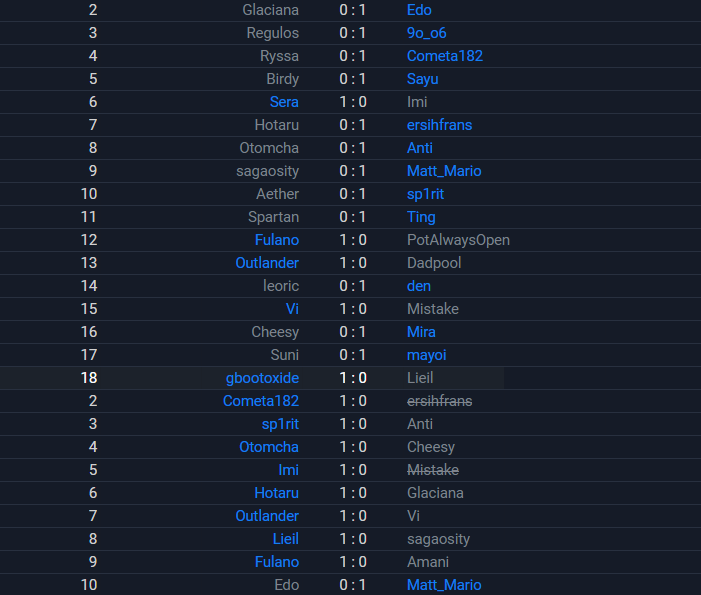 2 Glaciana 0 : 1 Edo
3 Regulos 0 : 1 9o_o6
4 Ryssa 0 : 1 Cometa182
5 Birdy 0 : 1 Sayu
6 Sera 1 : 0 Imi
7 Hotaru 0 : 1 ersihfrans
8 Otomcha 0 : 1 Anti
9 sagaosity 0 : 1 Matt_Mario
10 Aether 0 : 1 sp1rit
11 Spartan 0 : 1 Ting
12 Fulano 1 : 0 PotAlwaysOpen
13 Outlander 1 : 0 Dadpool
14 leoric 0 : 1 den
15 Vi 1 : 0 Mistake
16 Cheesy 0 : 1 Mira
17 Suni 0 : 1 mayoi
18 gbootoxide 1 : 0 Lieil
2 Cometa182 1 : 0 ersihfrans
3 sp1rit 1 : 0 Anti
4 Otomcha 1 : 0 Cheesy
5 Imi 1 : 0 Mistake
6 Hotaru 1 : 0 Glaciana
7 Outlander 1 : 0 Vi
8 Lieil 1 : 0 sagaosity
9 Fulano 1 : 0 Amani
10 Edo 0 : 1 Matt_Mario